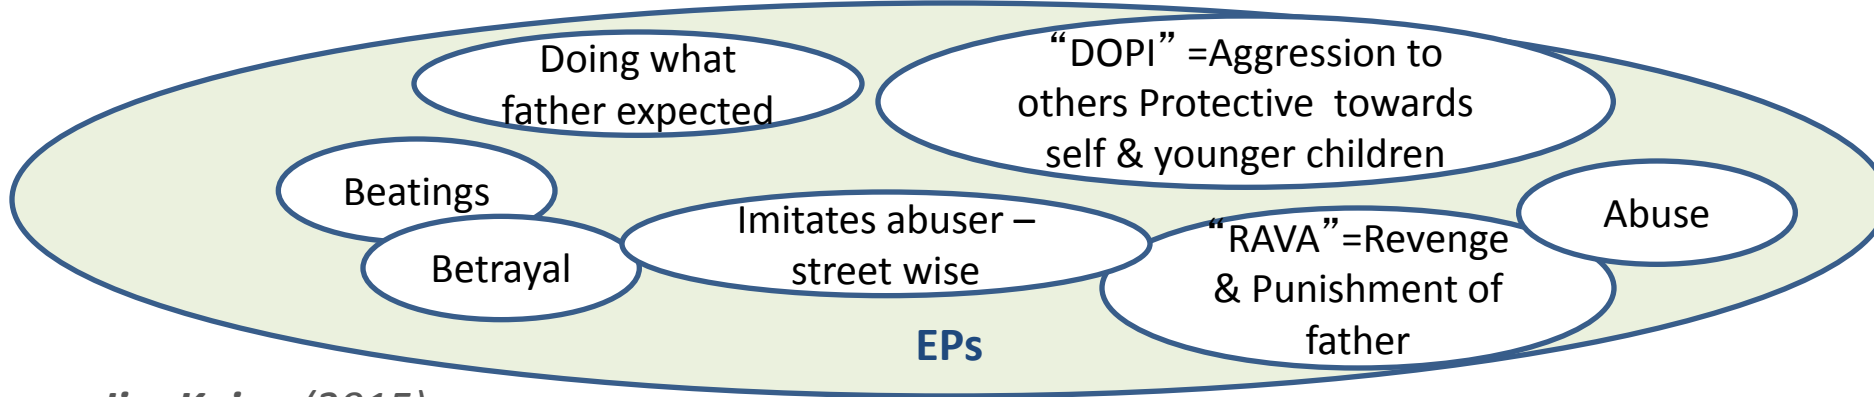 Doing what
father expected
“DOPI” =Aggression to
others Protective towards
self & younger children
Beatings
Betrayal
Imitates abuser –
street wise
“RAVA”=Revenge
& Punishment of
father
Abuse
EPs